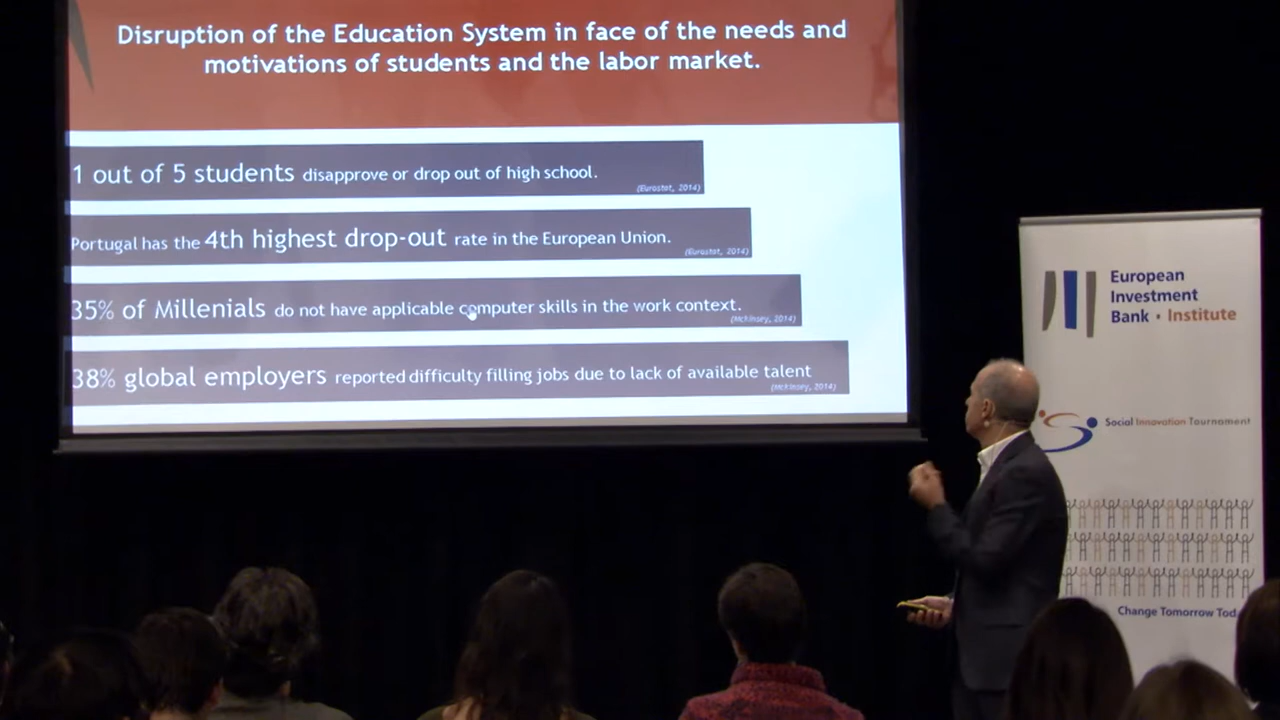 Disruption of the Education System in face of the needs and
motivations of students and the labor market.
1 out of 5 students disapprove or drop out of high school.
(Eurostat, 2014)
Portugal has the 4th highest drop-out rate in the European Union.
(Eurostat, 2014)
35% of Millenials do not have applicable computer skills in the work context.
(McKinsey, 2014)
38% global employers reported difficulty filling jobs due to lack of available talent
(McKinsey, 2014)
European
Investment
Bank • Institute
Social Innovation Tournament
Change Tomorrow Tod